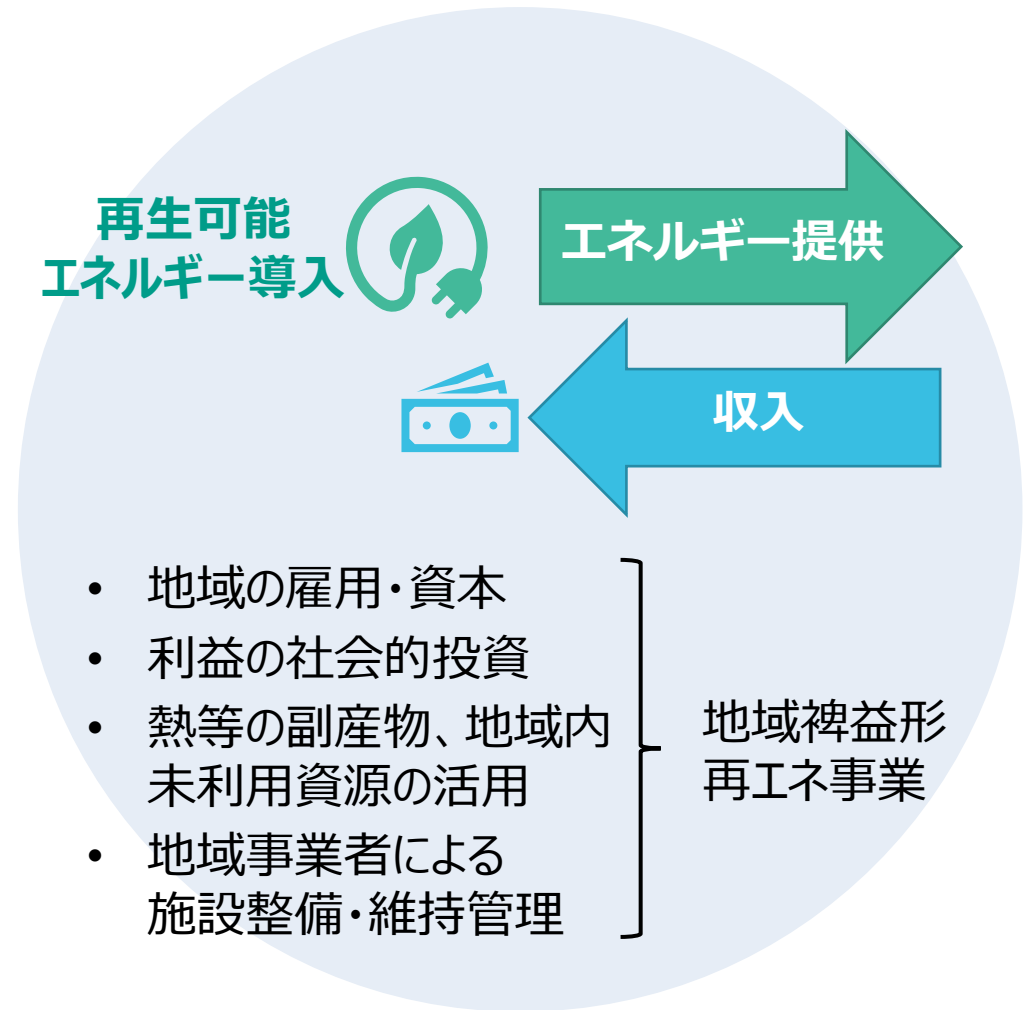 再生可能
エネルギー導入
エネルギー提供
収入
• 地域の雇用・資本
• 利益の社会的投資
• 熱等の副産物、地域内
未利用資源の活用
• 地域事業者による
施設整備・維持管理
地域裨益形
再エネ事業